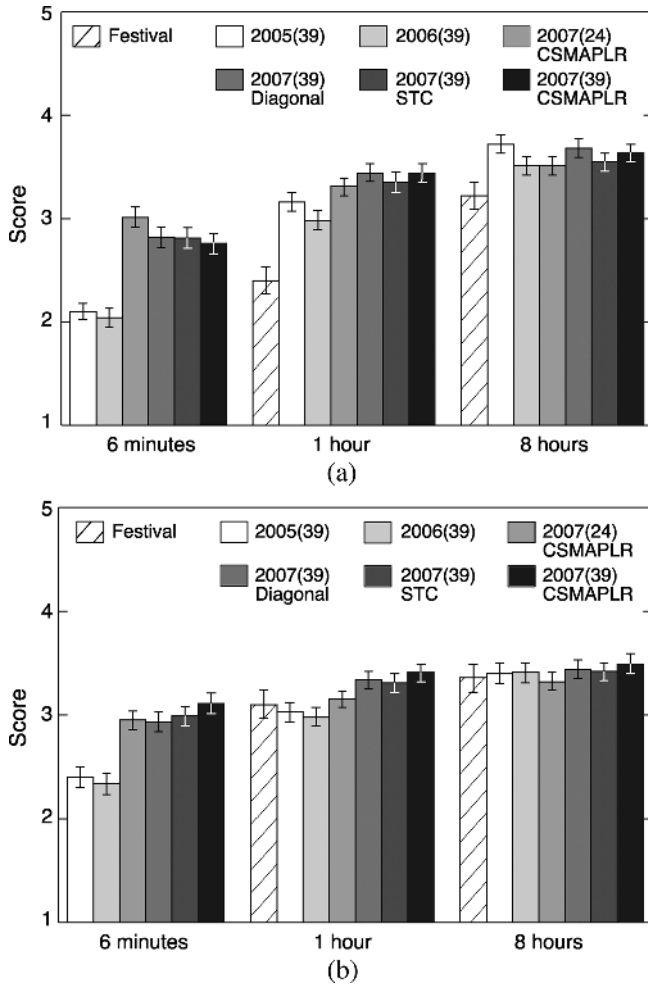 5
Festival 2005(39) 2006(39) 2007(24)
CSMAPLR
2007(39) 2007(39) 2007(39)
Diagonal STC CSMAPLR
4
Score
3
2
1
6 minutes 1 hour 8 hours
(a)
5
Festival 2005(39) 2006(39) 2007(24)
CSMAPLR
2007(39) 2007(39) 2007(39)
Diagonal STC CSMAPLR
4
Score
3
2
1
6 minutes 1 hour 8 hours
(b)